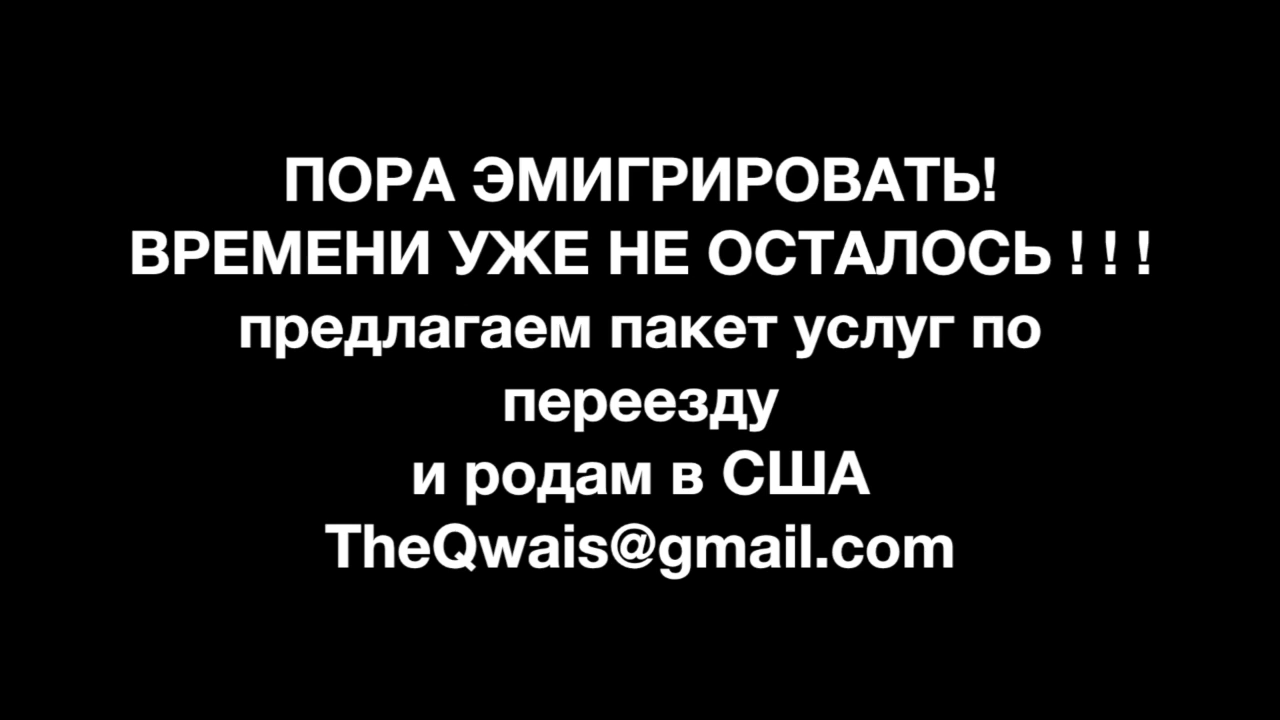 ПОРА ЭМИГРИРОВАТЬ!
ВРЕМЕНИ УЖЕ НЕ ОСТАЛОСЬ ! ! !
предлагаем пакет услуг по
переезду
и родам в США
TheQwais@gmail.com